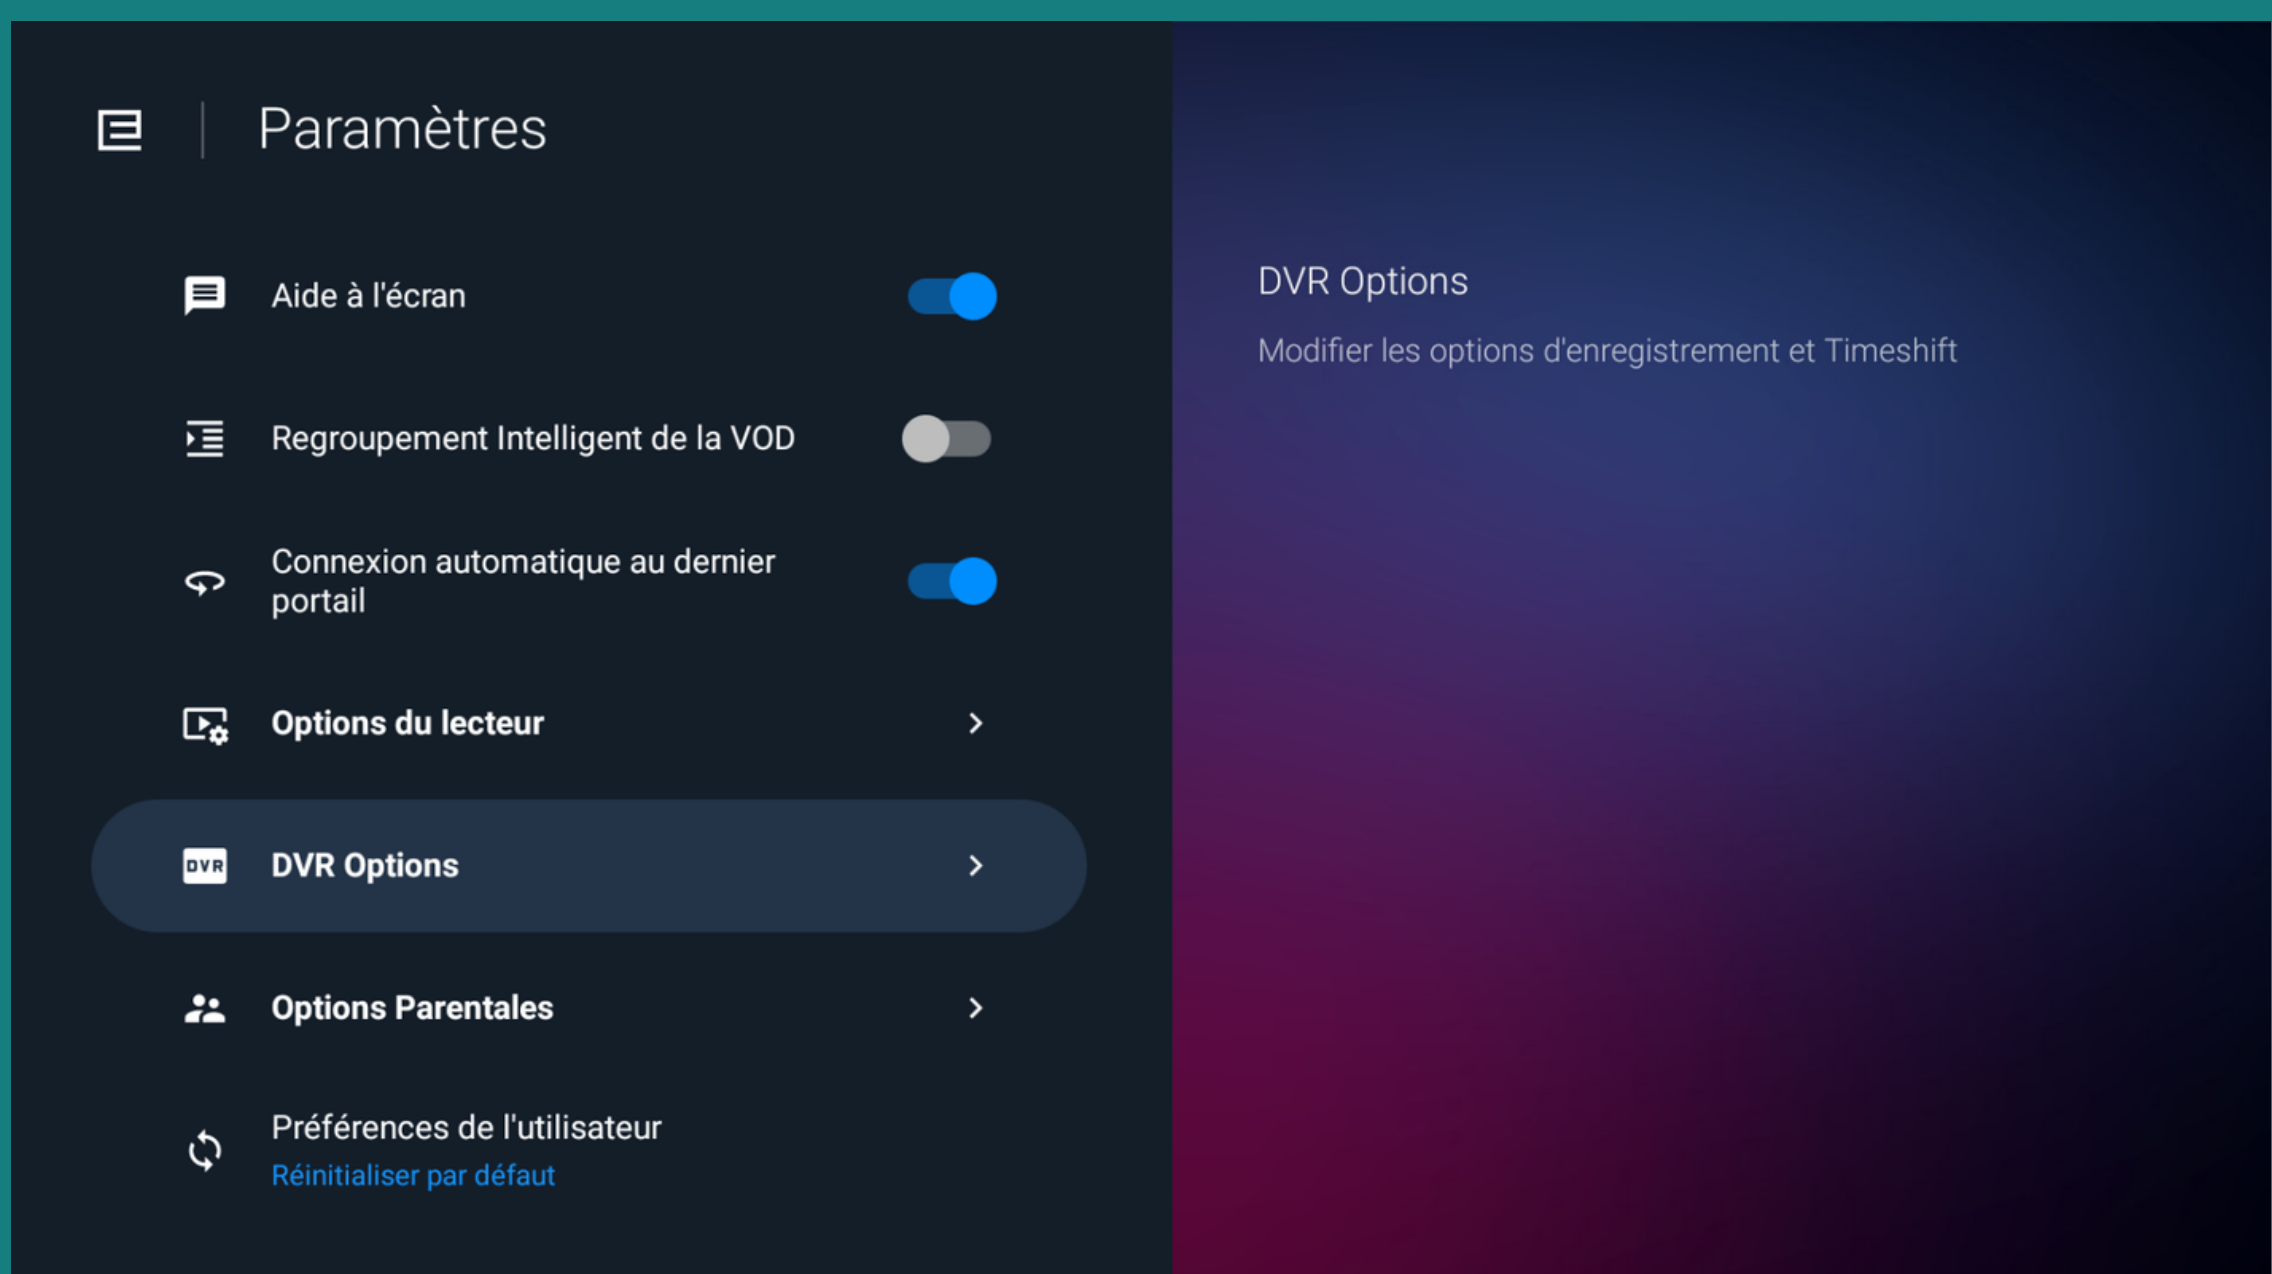 Paramètres
Aide à l'écran
Regroupement Intelligent de la VOD
Connexion automatique au dernier
portail
Options du lecteur
DVR
DVR Options
Options Parentales
Préférences de l'utilisateur
Réinitialiser par défaut
DVR Options
Modifier les options d'enregistrement et Timeshift